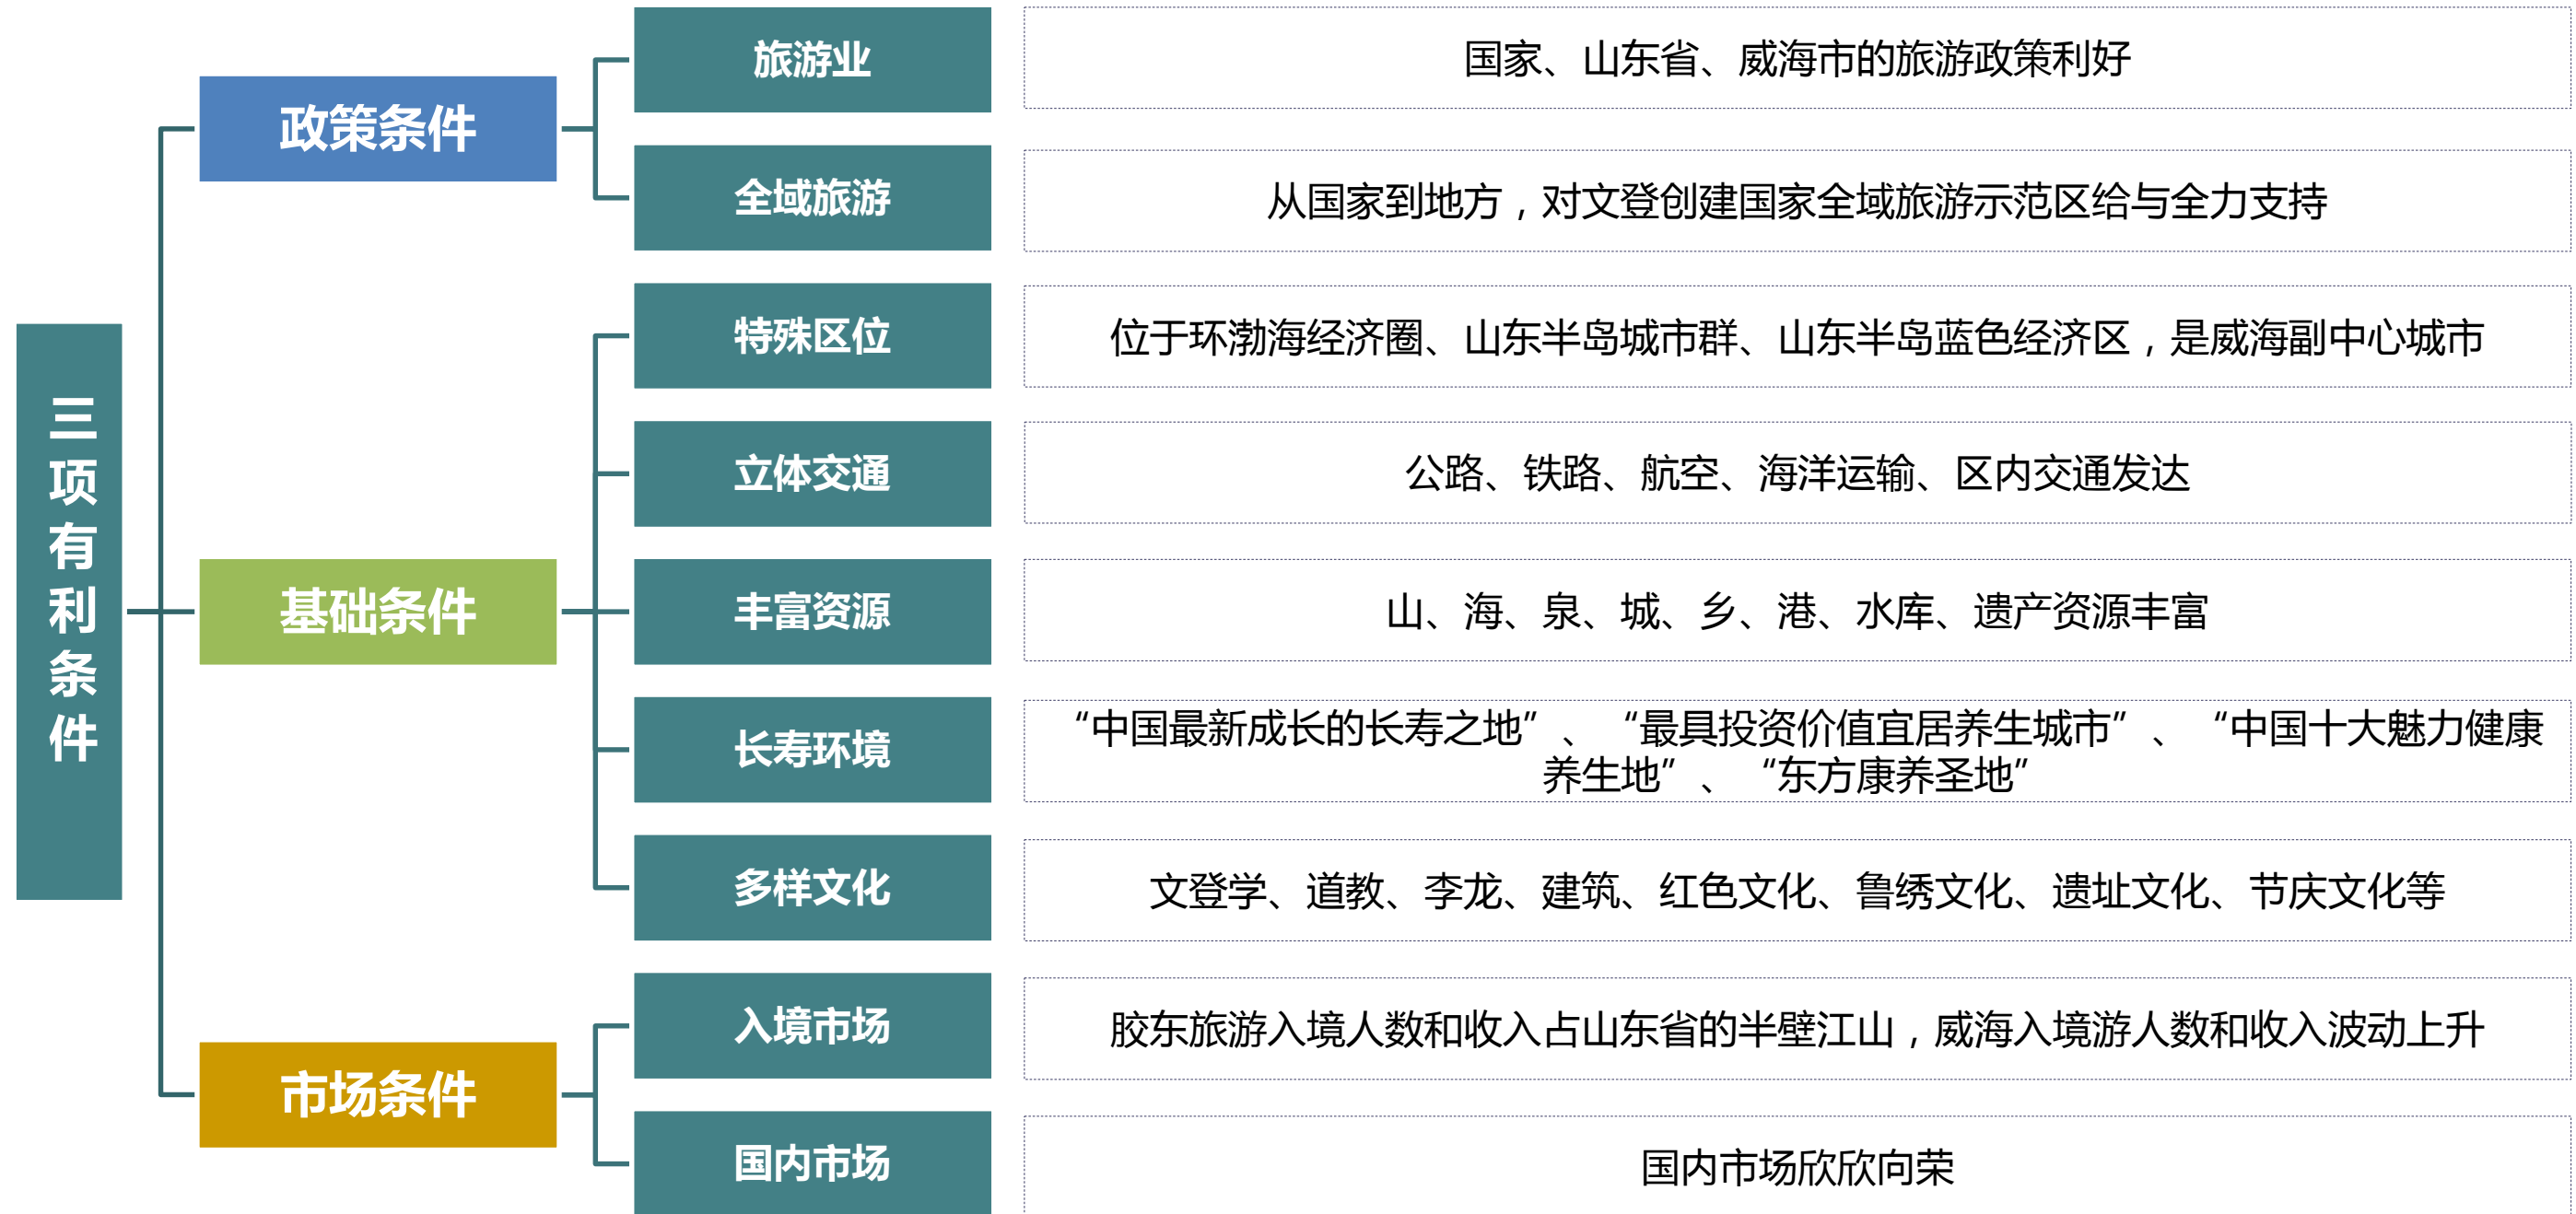 三项有利条件
政策条件
旅游业
国家、山东省、威海市的旅游政策利好
全域旅游
从国家到地方，对文登创建国家全域旅游示范区给与全力支持
基础条件
特殊区位
位于环渤海经济圈、山东半岛城市群、山东半岛蓝色经济区，是威海副中心城市
立体交通
公路、铁路、航空、海洋运输、区内交通发达
丰富资源
山、海、泉、城、乡、港、水库、遗产资源丰富
长寿环境
“中国最新成长的长寿之地”、“最具投资价值宜居养生城市”、“中国十大魅力健康
养生地”、“东方康养圣地”
多样文化
文登学、道教、李龙、建筑、红色文化、鲁绣文化、遗址文化、节庆文化等
市场条件
入境市场
胶东旅游入境人数和收入占山东省的半壁江山，威海入境游人数和收入波动上升
国内市场
国内市场欣欣向荣